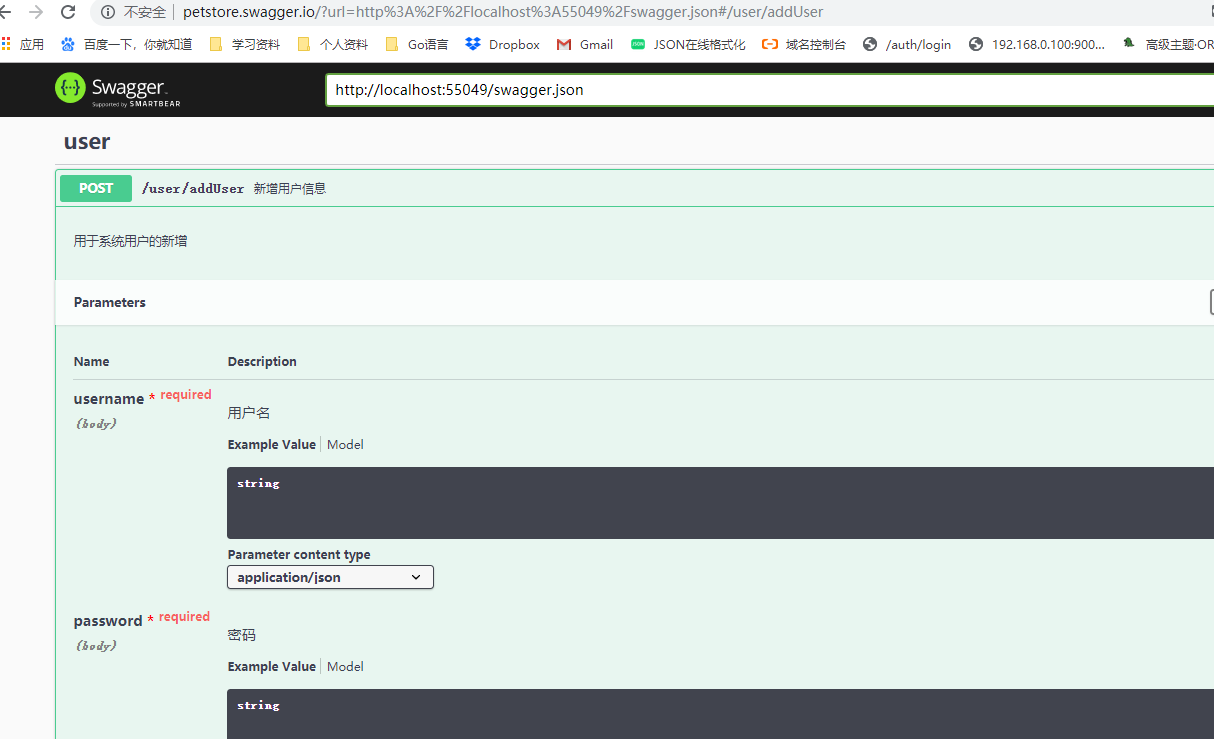 不安全 petstore.swagger.io/?url=http%3A%2F%2Flocalhost%3A55049%2Fswagger.json#/user/addUser
应用 百度一下，你就知道 学习资料 个人资料 Go语言 Dropbox Gmail JSON在线格式化 域名控制台 /auth/login 192.168.0.100:900... 高级主题·OR
{··} Swagger. http://localhost:55049/swagger.json
Supported by SMARTBEAR
user
POST /user/addUser 新增用户信息
用于系统用户的新增
Parameters
Name Description
username * required
(body)
用户名
Example Value Model
string
Parameter content type
application/json
password * required
(body)
密码
Example Value Model
string